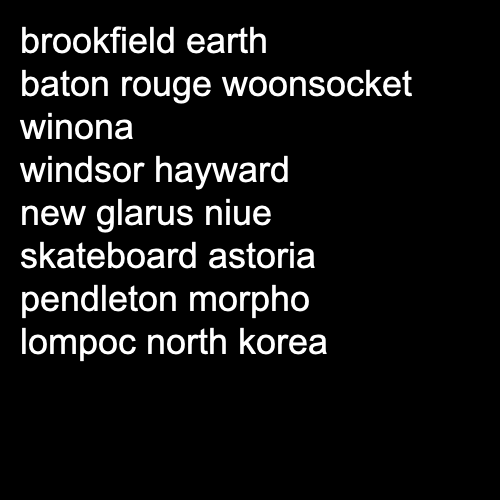 brookfield earth
baton rouge woonsocket
winona
windsor hayward
new glarus niue
skateboard astoria
pendleton morpho
lompoc north korea